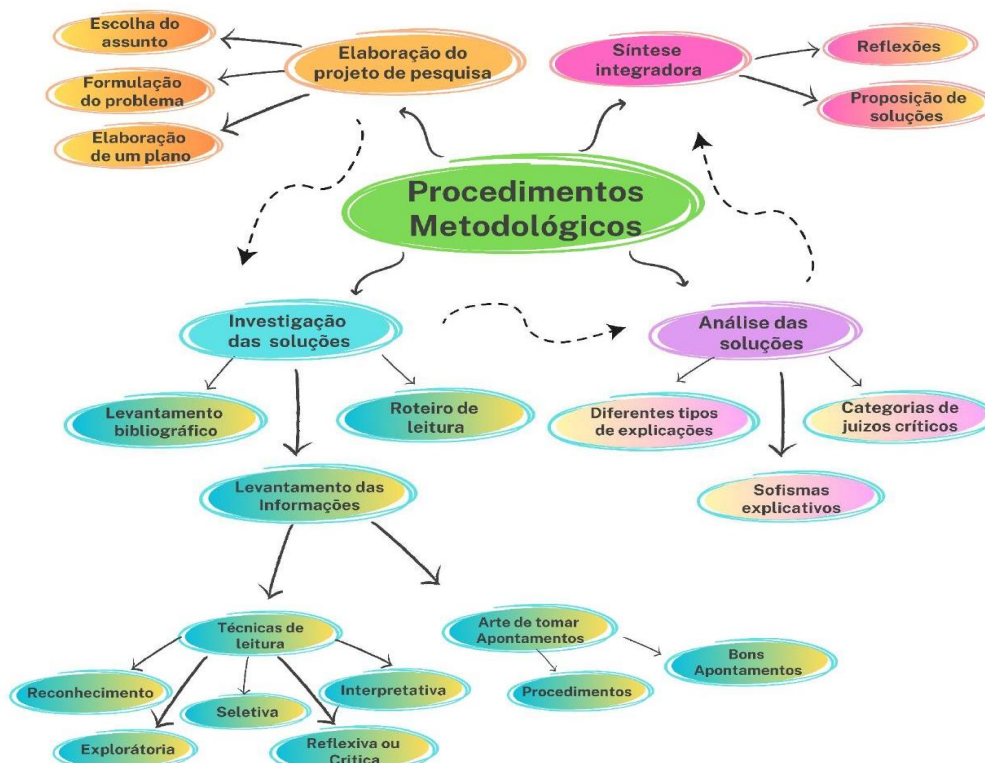 Escolha do
assunto
Formulação
do problema
Elaboração
de um plano
Elaboração do
projeto de pesquisa
Síntese
integradora
Reflexões
Proposição de
soluções
Procedimentos
Metodológicos
Investigação
das soluções
Análise das
soluções
Levantamento
bibliográfico
Roteiro de
leitura
Diferentes tipos
de explicações
Categorias de
juizos críticos
Levantamento das
Informações
Sofismas
explicativos
Técnicas de
leitura
Arte de tomar
Apontamentos
Bons
Apontamentos
Reconhecimento
Seletiva
Interpretativa
Procedimentos
Explorátoria
Reflexiva ou
Critica